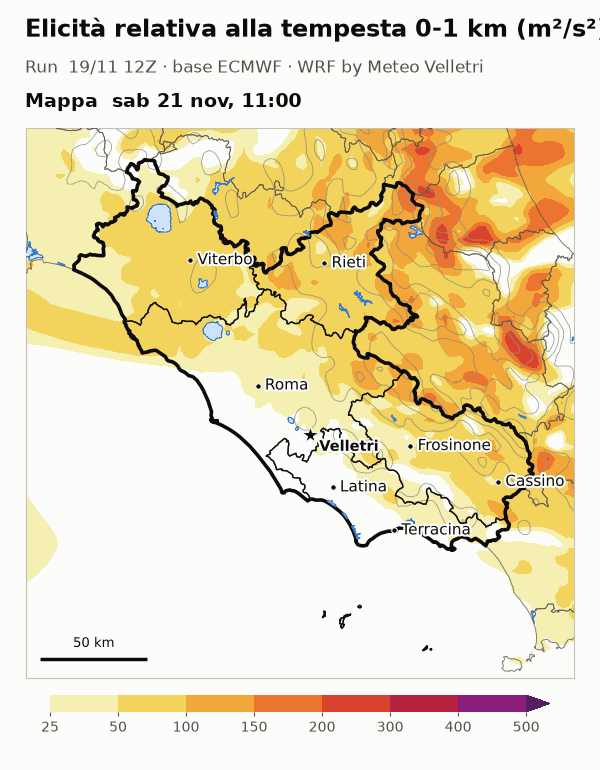 Elicità relativa alla tempesta 0-1 km (m²/s²)
Run 19/11 12Z · base ECMWF · WRF by Meteo Velletri
Mappa sab 21 nov, 11:00
Viterbo
Rieti
Roma
Velletri
Frosinone
Cassino
Latina
Terracina
50 km
25 50 100 150 200 300 400 500